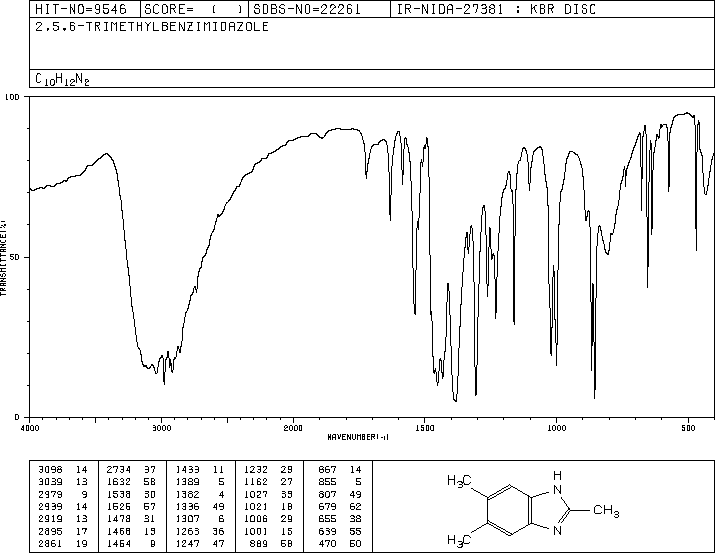 HIT-NO=9546 SCORE= ( ) SDBS-NO=22261 IR-NIDA-27381 : KBR DISC
2,5,6-TRIMETHYLBENZIMIDAZOLE
C10H12N2
100
TRANSMITTANCE(%)
50
0
4000 3000 2000 1500 1000 500
WAVENUMBER(-1)
3098 14 2734 37 1433 11 1232 29 867 14
3039 13 1632 58 1389 5 1162 27 855 5
2979 9 1538 30 1382 4 1027 39 807 49
2939 14 1526 57 1336 49 1021 18 679 62
2919 13 1478 31 1307 6 1006 29 655 38
2895 17 1468 13 1263 36 1001 15 639 55
2861 19 1454 9 1247 47 889 58 470 50
H3C
H
N
CH3
H3C
N